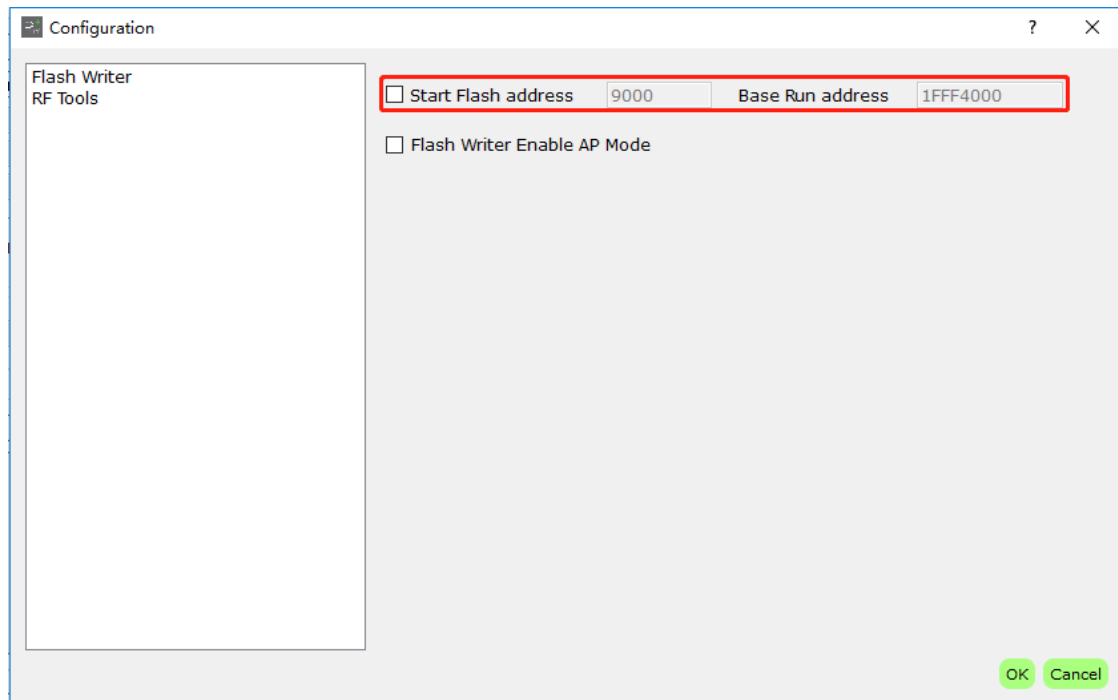 Configuration
Flash Writer
RF Tools
Start Flash address 9000 Base Run address 1FFF4000
Flash Writer Enable AP Mode
OK Cancel